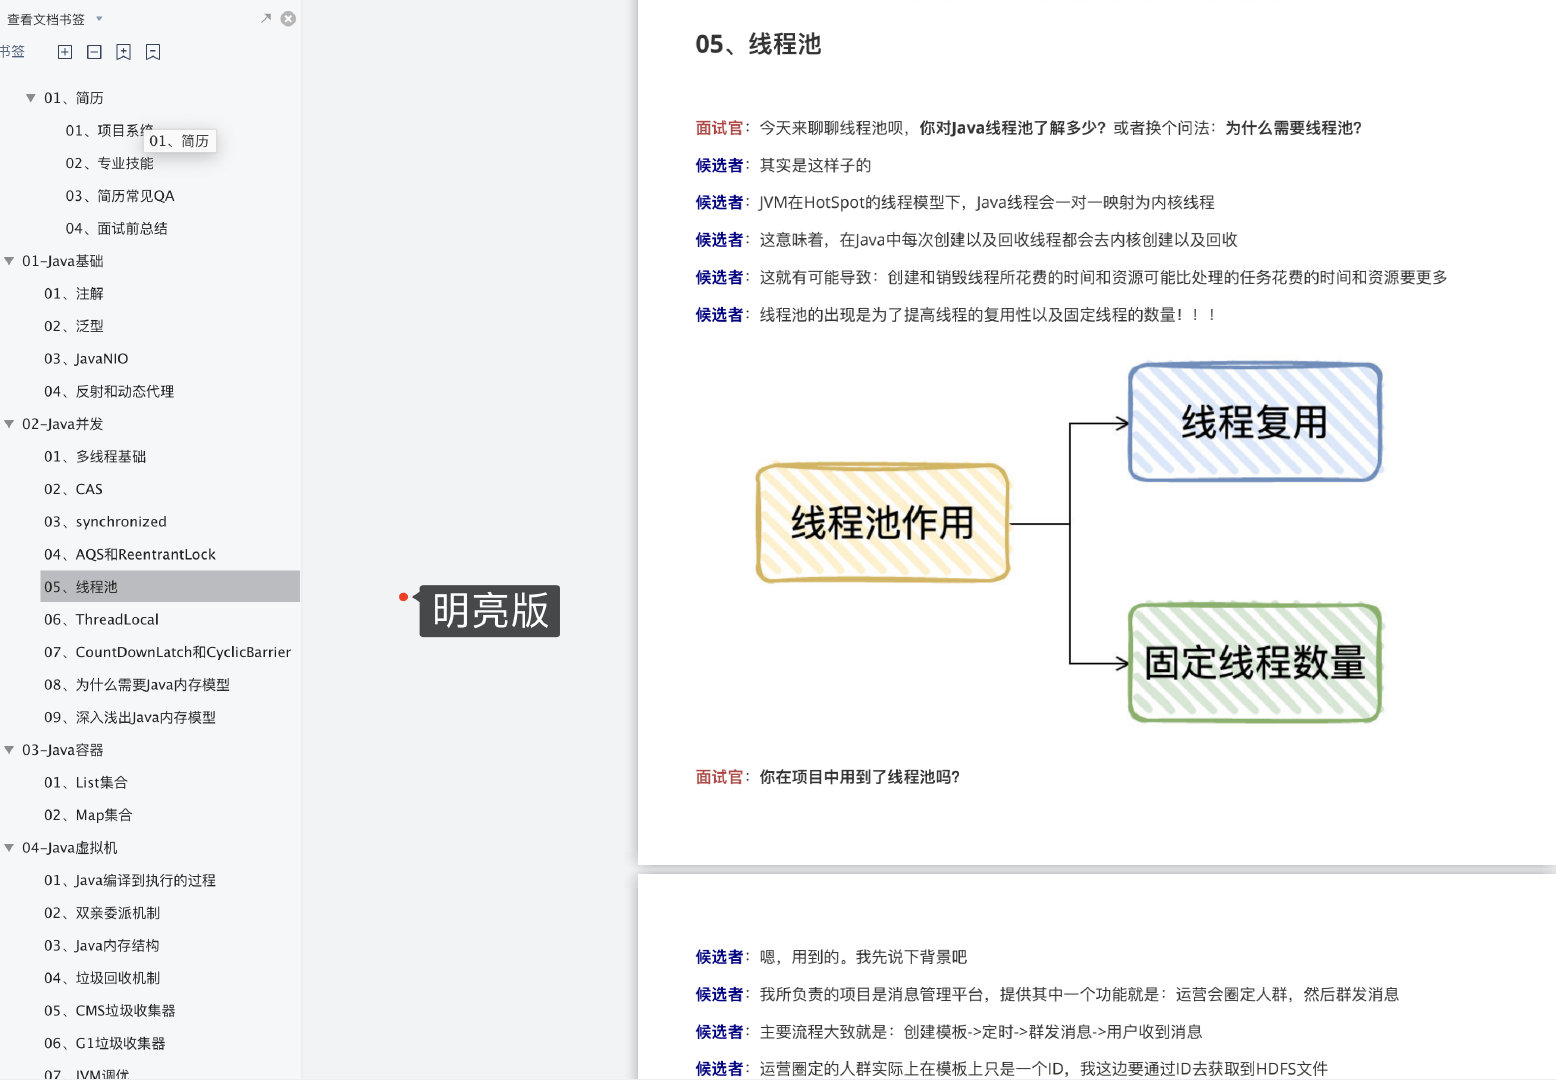 查看文档书签
书签
01、简历
01、项目系统
01、简历
02、专业技能
03、简历常见QA
04、面试前总结
01-Java基础
01、注解
02、泛型
03、JavaNIO
04、反射和动态代理
02-Java并发
01、多线程基础
02、CAS
03、synchronized
04、AQS和ReentrantLock
05、线程池
06、ThreadLocal
07、CountDownLatch和CyclicBarrier
08、为什么需要Java内存模型
09、深入浅出Java内存模型
03-Java容器
01、List集合
02、Map集合
04-Java虚拟机
01、Java编译到执行的过程
02、双亲委派机制
03、Java内存结构
04、垃圾回收机制
05、CMS垃圾收集器
06、G1垃圾收集器
07、JVM调优
明亮版
05、线程池
面试官：今天来聊聊线程池呗，你对Java线程池了解多少？或者换个问法：为什么需要线程池？
候选者：其实是这样子的
候选者：JVM在HotSpot的线程模型下，Java线程会一对一映射为内核线程
候选者：这意味着，在Java中每次创建以及回收线程都会去内核创建以及回收
候选者：这就有可能导致：创建和销毁线程所花费的时间和资源可能比处理的任务花费的时间和资源要更多
候选者：线程池的出现是为了提高线程的复用性以及固定线程的数量！！！
线程复用
线程池作用
固定线程数量
面试官：你在项目中用到了线程池吗？
候选者：嗯，用到的。我先说下背景吧
候选者：我所负责的项目是消息管理平台，提供其中一个功能就是：运营会圈定人群，然后群发消息
候选者：主要流程大致就是：创建模板->定时->群发消息->用户收到消息
候选者：运营圈定的人群实际上在模板上只是一个ID，我这边要通过ID去获取到HDFS文件